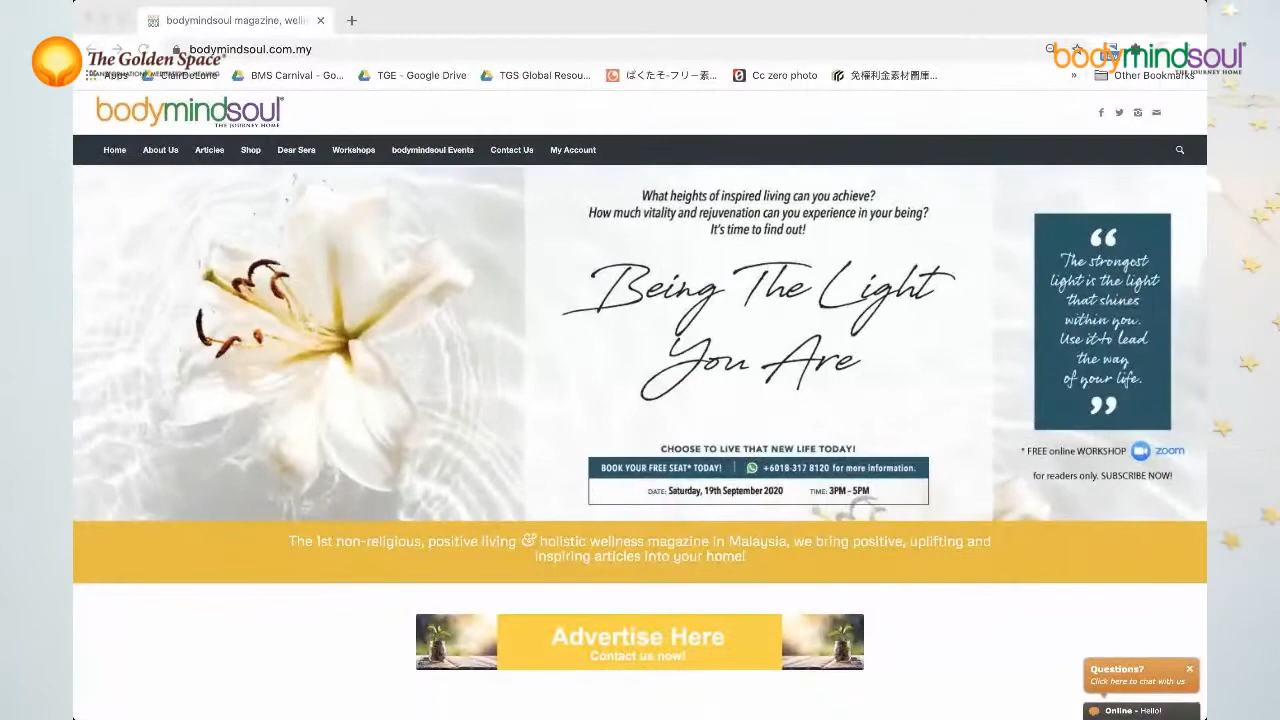 bodymindsoul magazine, welln
bodymindsoul.com.my
The Golden Space®
bodymindsoul®
THE JOURNEY HOME
Apps
BMS Carnival - Go...
TGE - Google Drive
TGS Global Resou...
ぱくたそ-フリー素...
Cc zero photo
免權利金素材圖庫...
»
Other Bookmarks
bodymindsoul®
THE JOURNEY HOME
Home About Us Articles Shop Dear Sera Workshops bodymindsoul Events Contact Us My Account
What heights of inspired living can you achieve?
How much vitality and rejuvenation can you experience in your being?
It's time to find out!
Being The Light
You Are
“
The strongest
light is the light
that shines
within you.
Use it to lead
the way
of your life.
”
CHOOSE TO LIVE THAT NEW LIFE TODAY!
BOOK YOUR FREE SEAT* TODAY! | +6018-317 8120 for more information.
DATE: Saturday, 19th September 2020 TIME: 3PM – 5PM
* FREE online WORKSHOP zoom
for readers only. SUBSCRIBE NOW!
The 1st non-religious, positive living & holistic wellness magazine in Malaysia, we bring positive, uplifting and
inspiring articles into your home!
Advertise Here
Contact us now!
Questions?
Click here to chat with us
Online - Hello!